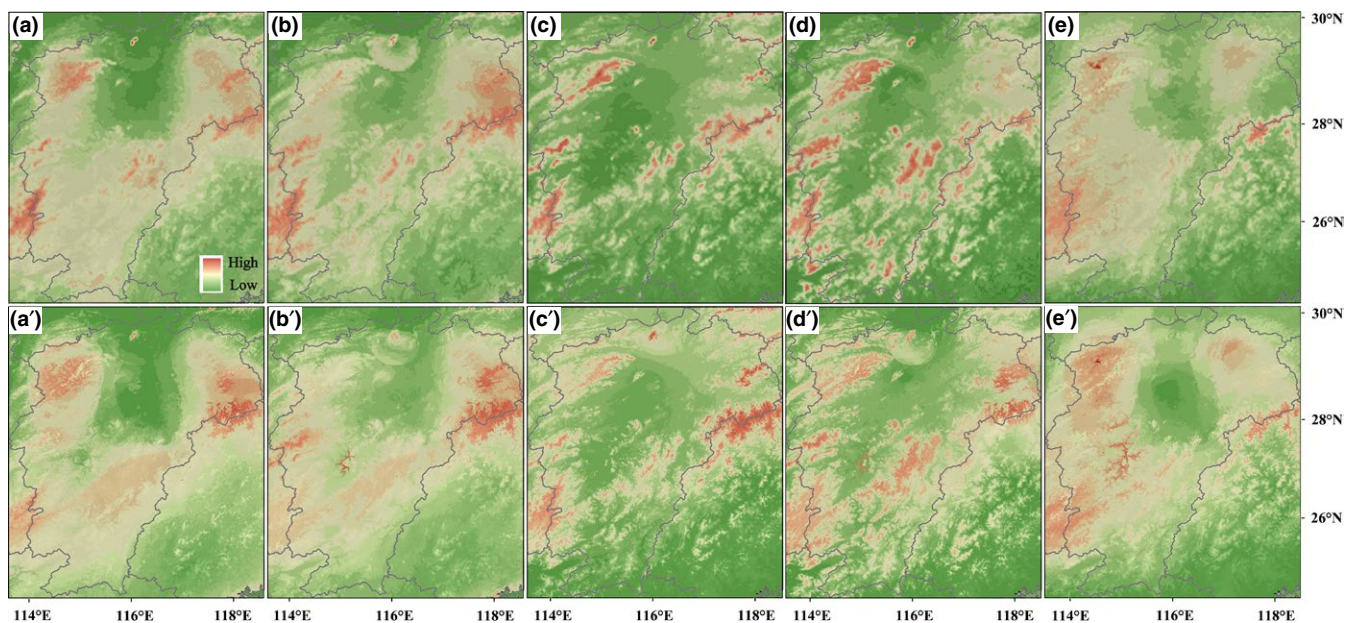 (a) (b) (c) (d) (e) 30°N
28°N
High
Low
26°N
(a′) (b′) (c′) (d′) (e′) 30°N
28°N
26°N
114°E 116°E 118°E 114°E 116°E 118°E 114°E 116°E 118°E 114°E 116°E 118°E 114°E 116°E 118°E